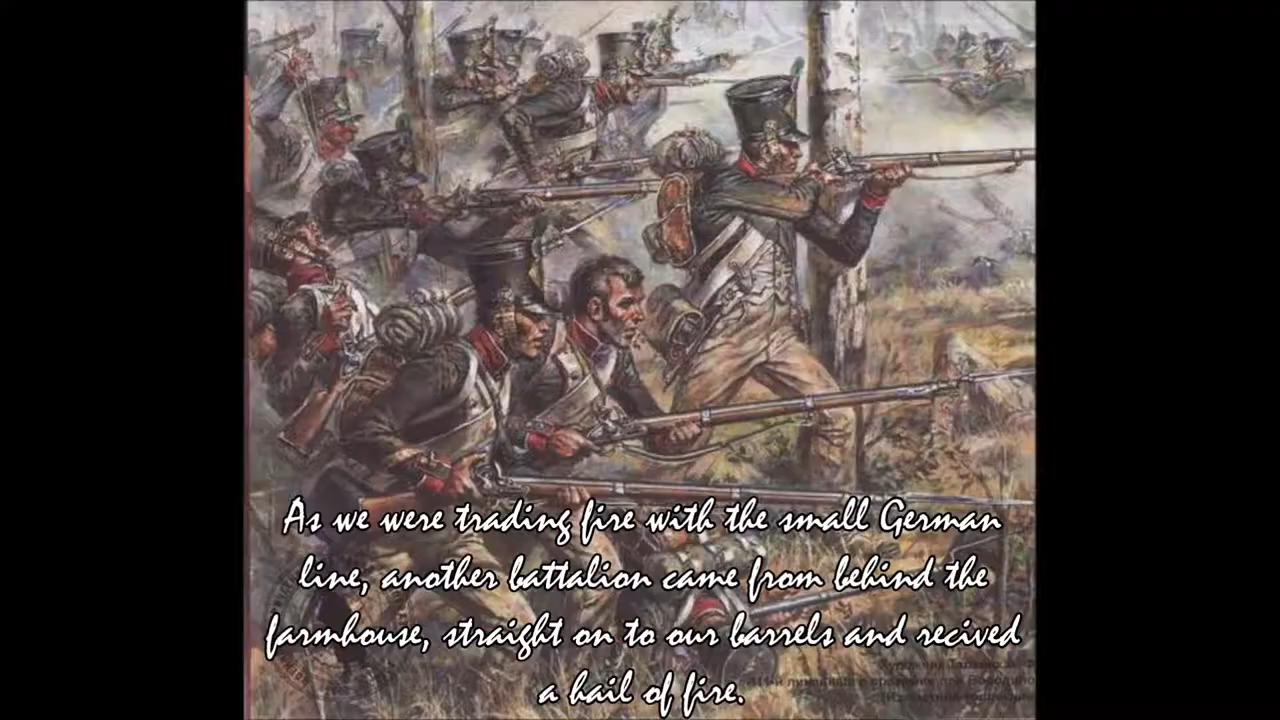 As we were trading fire with the small German
line, another battalion came from behind the
farmhouse, straight on to our barrels and recived
a hail of fire.